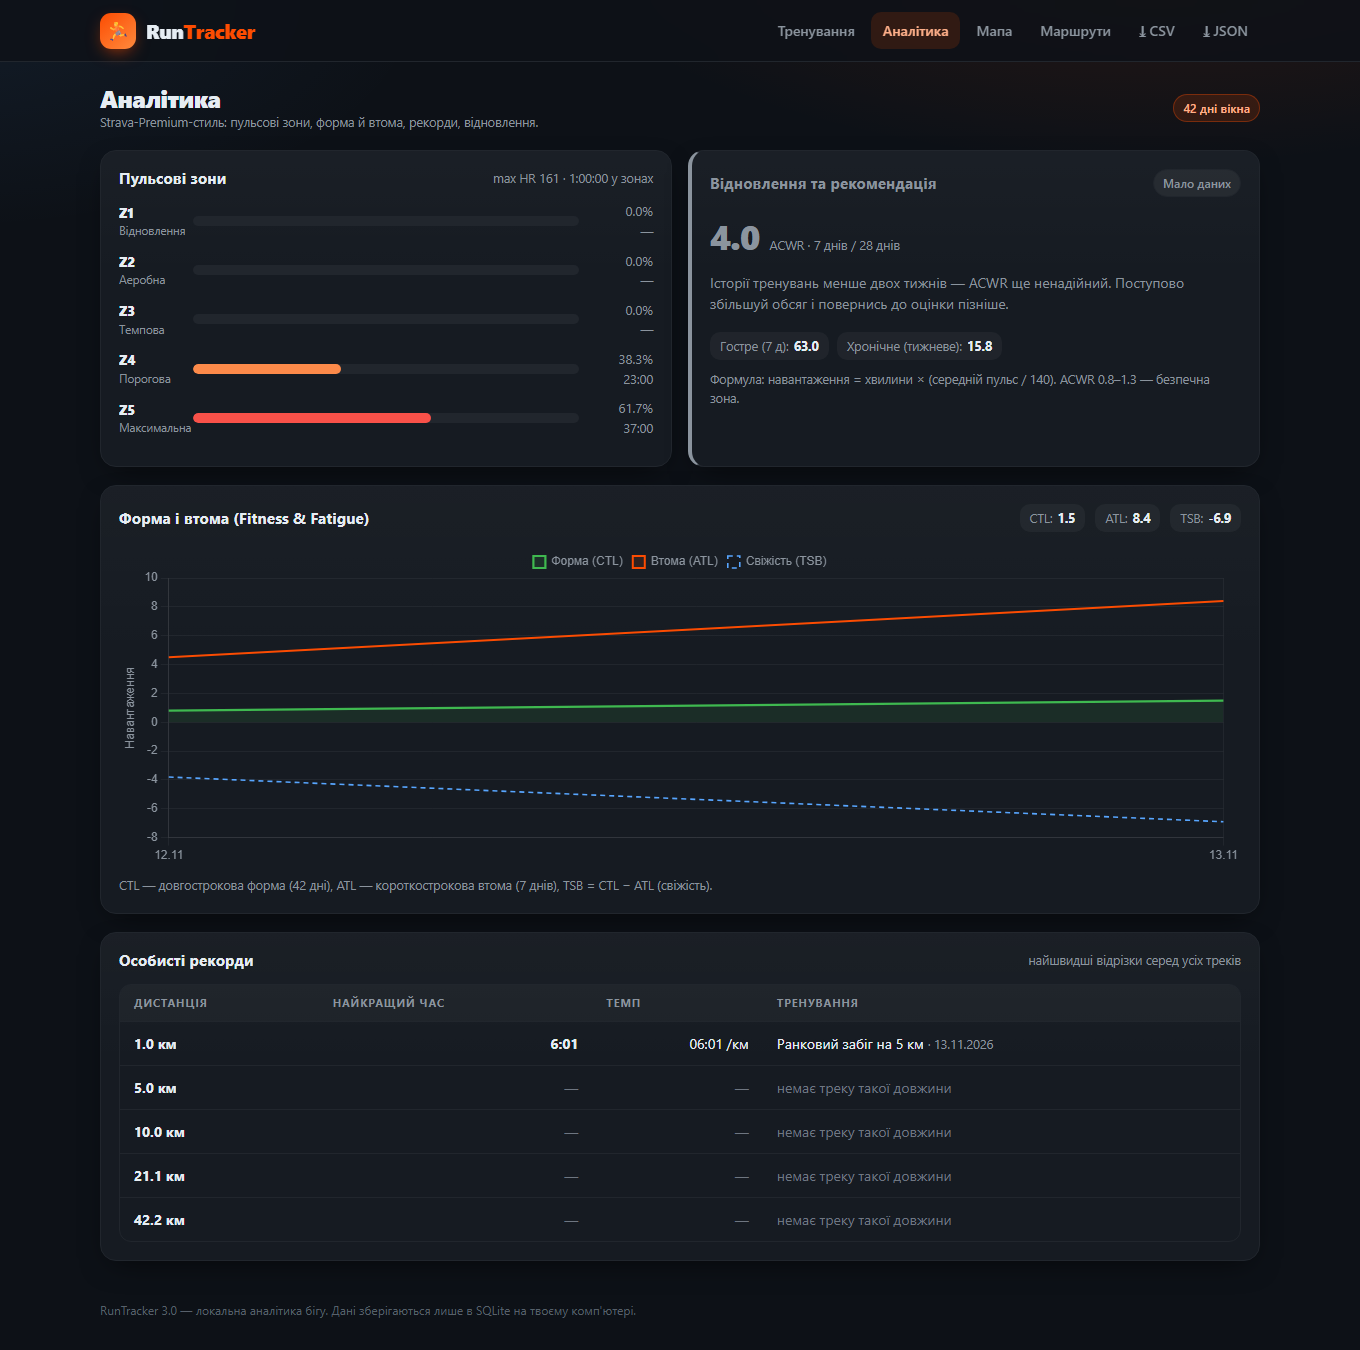 RunTracker
Тренування
Аналітика
Мапа
Маршрути
⤓ CSV
⤓ JSON
Аналітика
Strava-Premium-стиль: пульсові зони, форма й втома, рекорди, відновлення.
42 дні вікна
Пульсові зони
max HR 161 · 1:00:00 у зонах
Z1
Відновлення
0.0%
—
Z2
Аеробна
0.0%
—
Z3
Темпова
0.0%
—
Z4
Порогова
38.3%
23:00
Z5
Максимальна
61.7%
37:00
Відновлення та рекомендація
Мало даних
4.0 ACWR · 7 днів / 28 днів
Історії тренувань менше двох тижнів — ACWR ще ненадійний. Поступово
збільшуй обсяг і повернись до оцінки пізніше.
Гостре (7 д): 63.0
Хронічне (тижневе): 15.8
Формула: навантаження = хвилини × (середній пульс / 140). ACWR 0.8–1.3 — безпечна
зона.
Форма і втома (Fitness & Fatigue)
CTL: 1.5
ATL: 8.4
TSB: -6.9
Форма (CTL)
Втома (ATL)
Свіжість (TSB)
Навантаження
10
8
6
4
2
0
-2
-4
-6
-8
12.11
13.11
CTL — довгострокова форма (42 дні), ATL — короткострокова втома (7 днів), TSB = CTL − ATL (свіжість).
Особисті рекорди
найшвидші відрізки серед усіх треків
ДИСТАНЦІЯ НАЙКРАЩИЙ ЧАС ТЕМП ТРЕНУВАННЯ
1.0 км 6:01 06:01 /км Ранковий забіг на 5 км · 13.11.2026
5.0 км — — немає треку такої довжини
10.0 км — — немає треку такої довжини
21.1 км — — немає треку такої довжини
42.2 км — — немає треку такої довжини
RunTracker 3.0 — локальна аналітика бігу. Дані зберігаються лише в SQLite на твоєму комп'ютері.